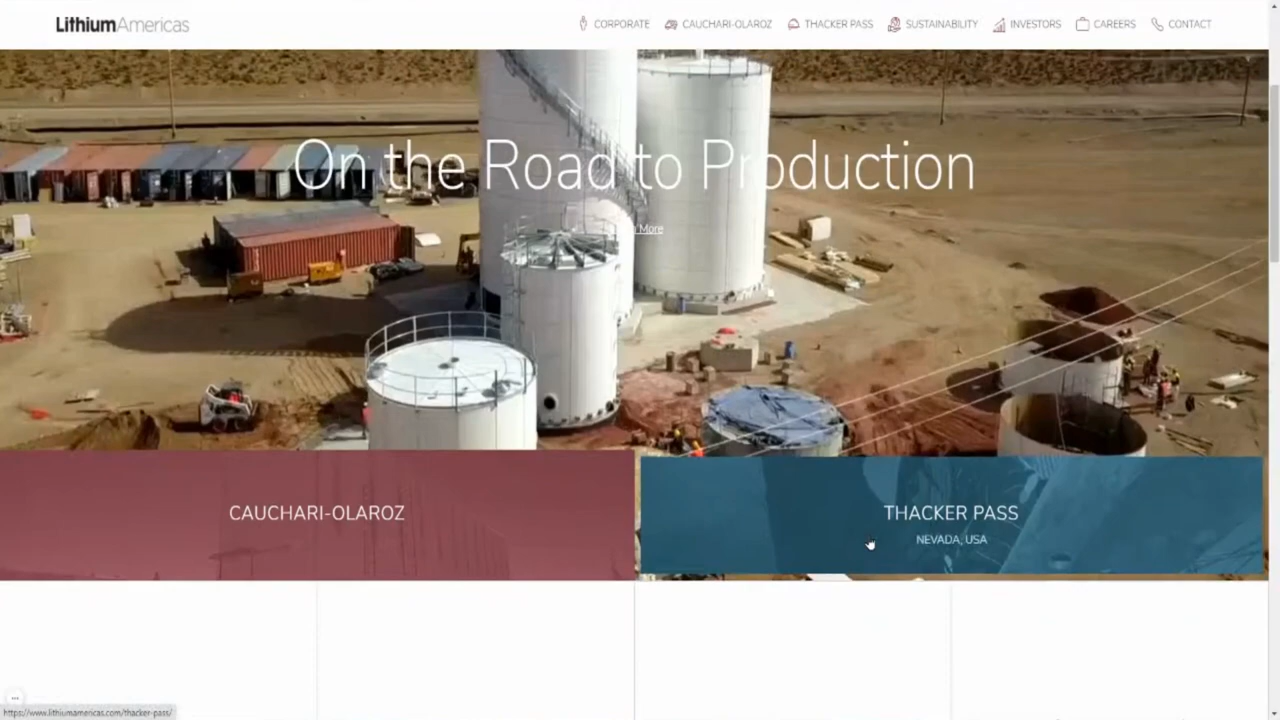 LithiumAmericas
CORPORATE
CAUCHARI-OLAROZ
THACKER PASS
SUSTAINABILITY
INVESTORS
CAREERS
CONTACT
On the Road to Production
More
CAUCHARI-OLAROZ
THACKER PASS
NEVADA, USA
https://www.lithiumamericas.com/thacker-pass/